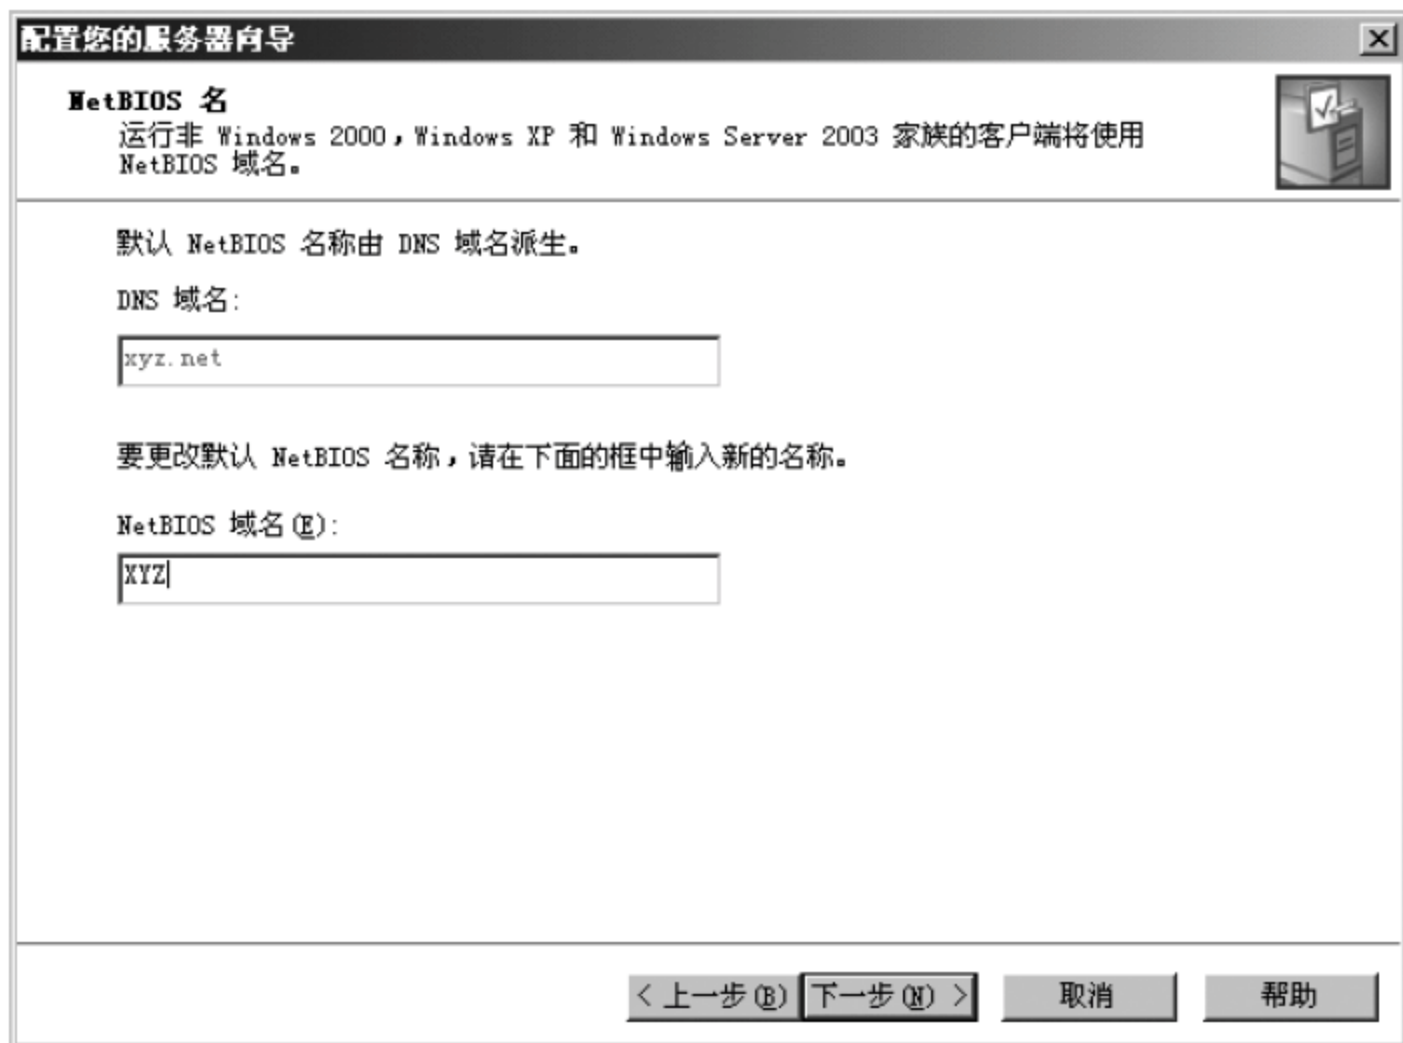 配置您的服务器向导
NetBIOS 名
运行非 Windows 2000，Windows XP 和 Windows Server 2003 家族的客户端将使用
NetBIOS 域名。
默认 NetBIOS 名称由 DNS 域名派生。
DNS 域名:
xyz.net
要更改默认 NetBIOS 名称，请在下面的框中输入新的名称。
NetBIOS 域名(E):
XYZ
< 上一步(B) 下一步(N) > 取消 帮助